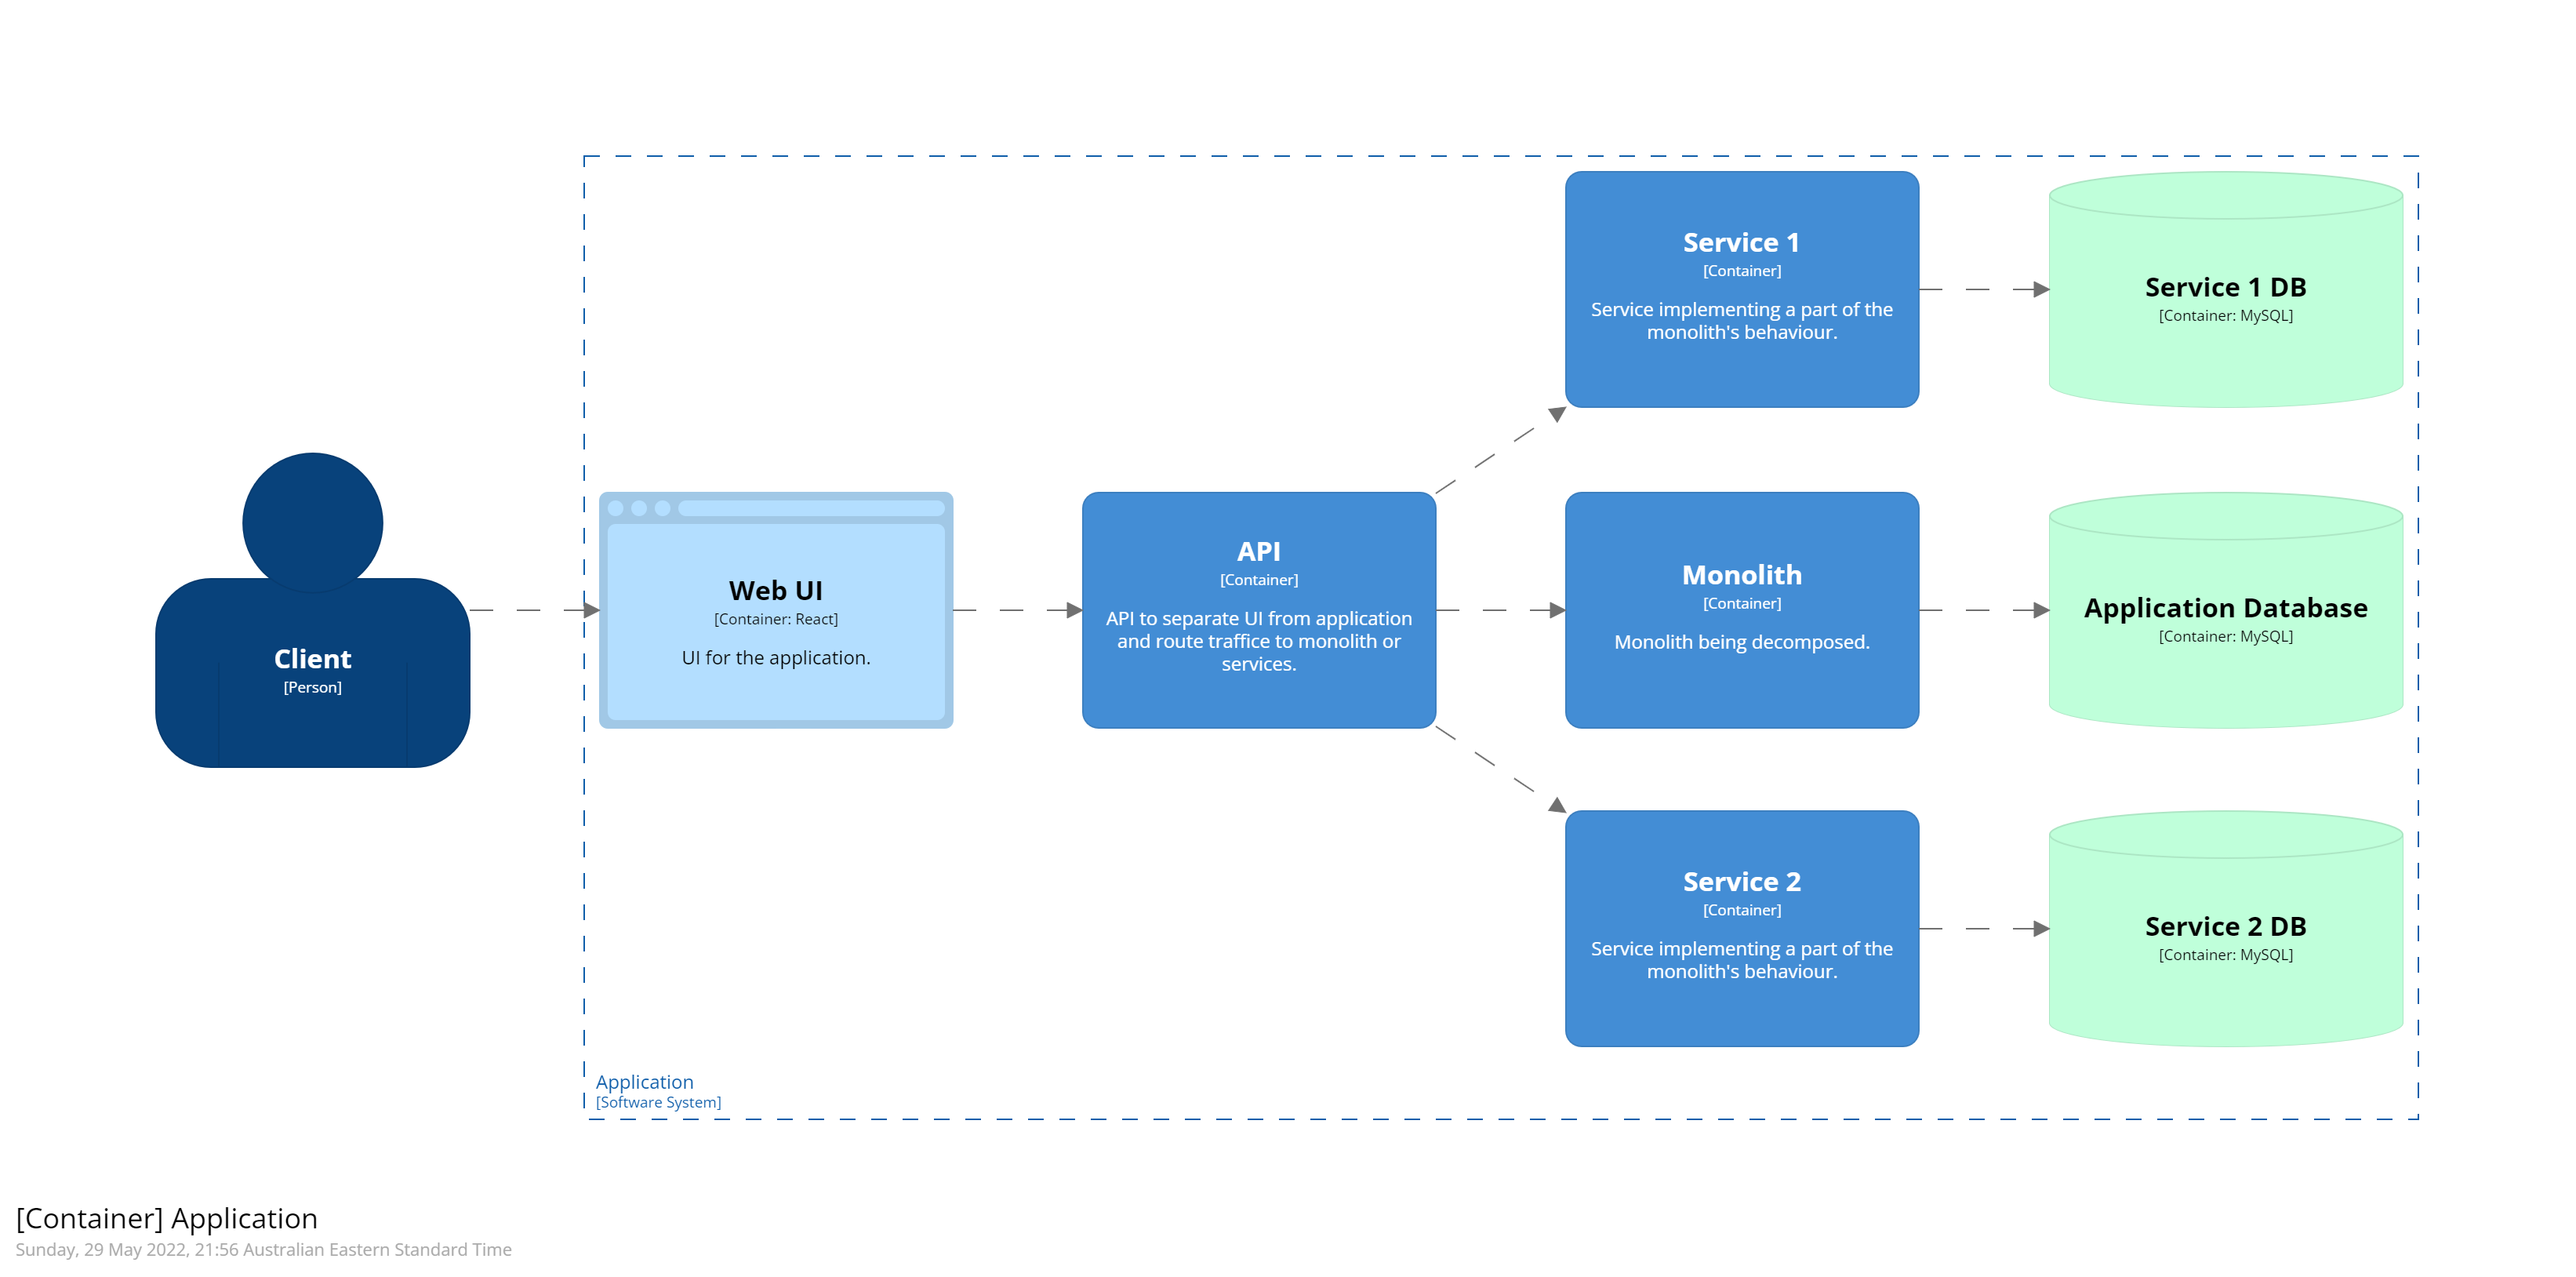 Client
[Person]
Web UI
[Container: React]
UI for the application.
API
[Container]
API to separate UI from application
and route traffice to monolith or
services.
Service 1
[Container]
Service implementing a part of the
monolith's behaviour.
Service 1 DB
[Container: MySQL]
Monolith
[Container]
Monolith being decomposed.
Application Database
[Container: MySQL]
Service 2
[Container]
Service implementing a part of the
monolith's behaviour.
Service 2 DB
[Container: MySQL]
Application
[Software System]
[Container] Application
Sunday, 29 May 2022, 21:56 Australian Eastern Standard Time